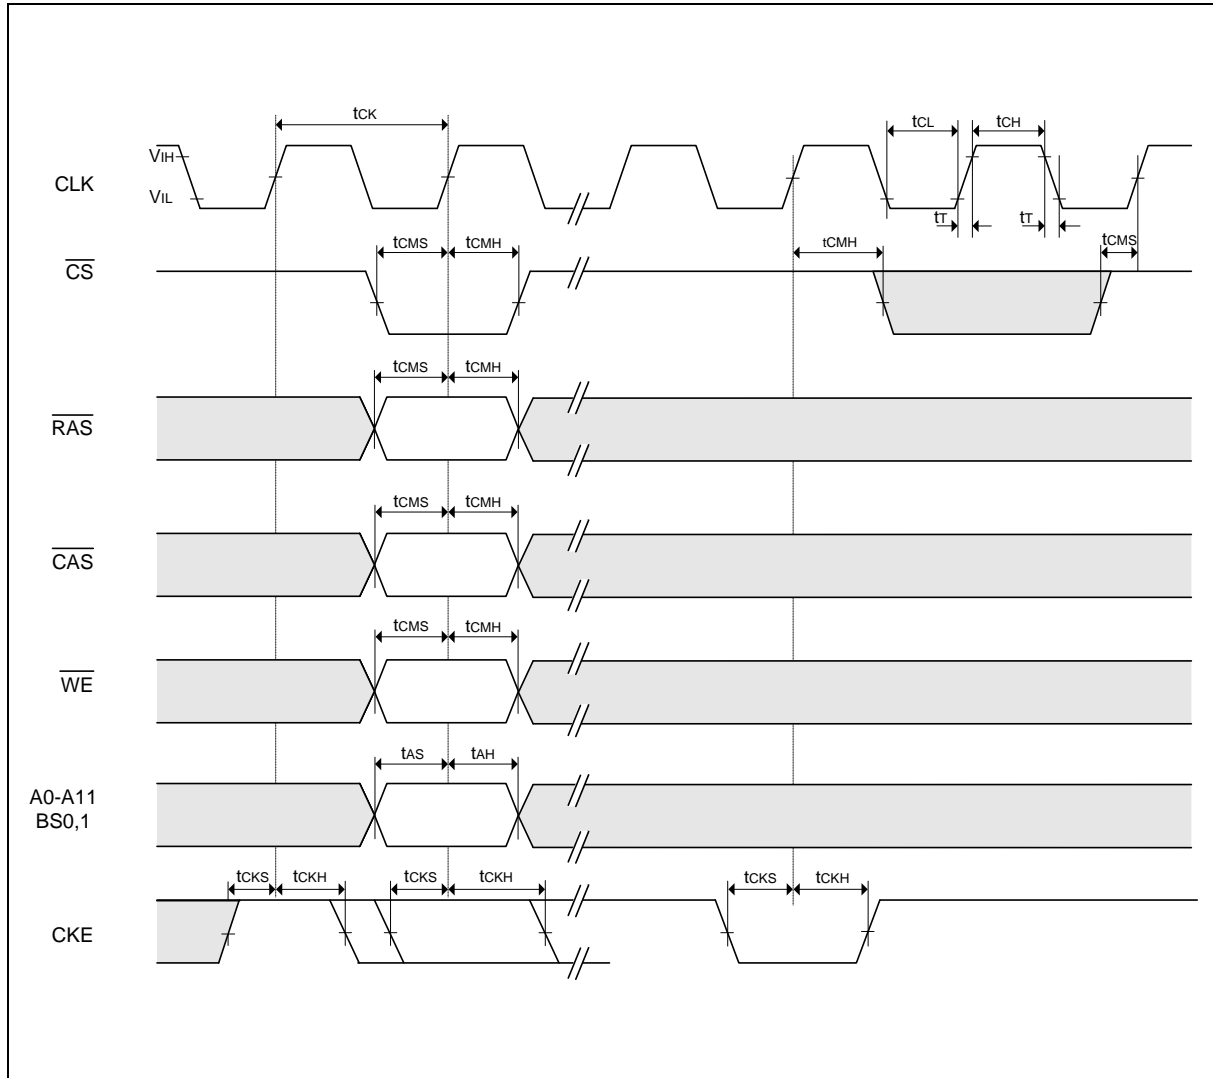 tCK
tCL
tCH
VIH
CLK
VIL
tT
tT
tCMS
tCMH
tCMH
tCMS
CS
tCMS
tCMH
RAS
tCMS
tCMH
CAS
tCMS
tCMH
WE
tAS
tAH
A0-A11
BS0,1
tCKS
tCKH
tCKS
tCKH
tCKS
tCKH
CKE